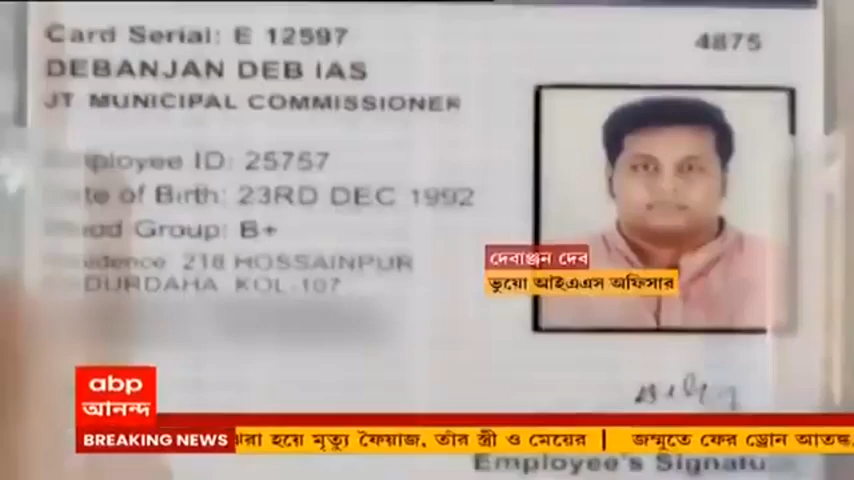 Card Serial: E 12597
4875
DEBANJAN DEB IAS
JT MUNICIPAL COMMISSIONER
Employee ID: 25757
Date of Birth: 23RD DEC 1992
Blood Group: B+
Residence 218 HOSSAINPUR
DURDAHA KOL-107
দেবাঞ্জন দেব
ভুয়ো আইএএস অফিসার
abp
আনন্দ
BREAKING NEWS
রা হয়ে মৃত্যু ফৈয়াজ, তাঁর স্ত্রী ও মেয়ের | জম্মুতে ফের ড্রোন আতঙ্ক
Employee's Signatu